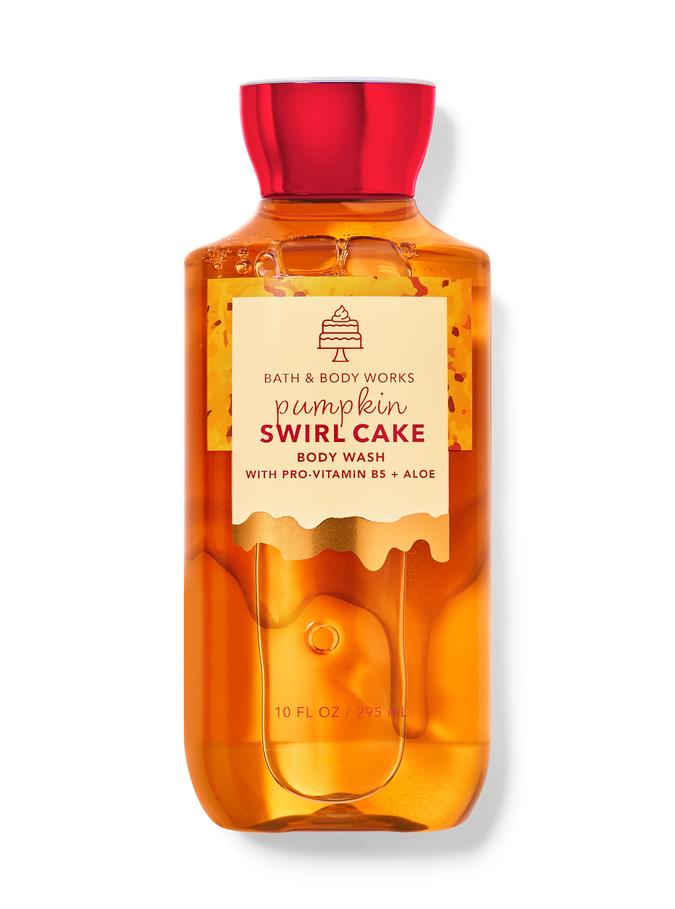 BATH & BODY WORKS
pumpkin
SWIRL CAKE
BODY WASH
WITH PRO-VITAMIN B5 + ALOE
10 FL OZ / 295 mL